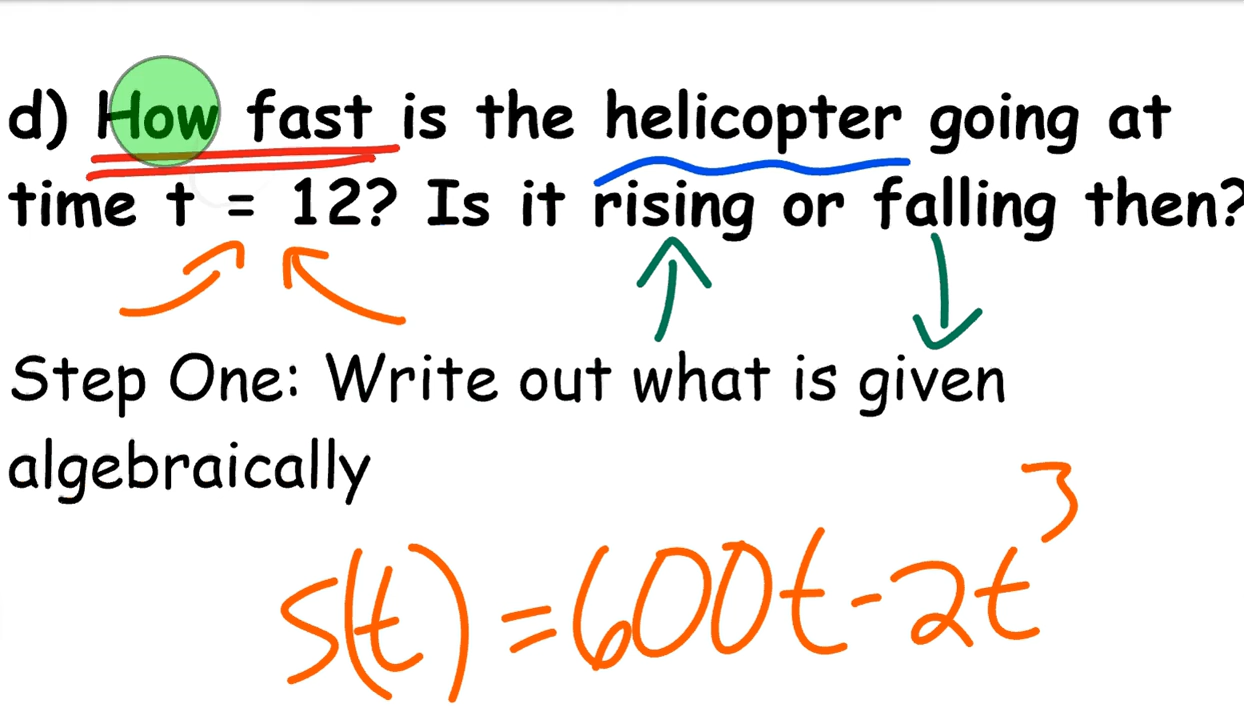 d) How fast is the helicopter going at
time t = 12? Is it rising or falling then?
Step One: Write out what is given
algebraically
s(t) = 600t - 2t³